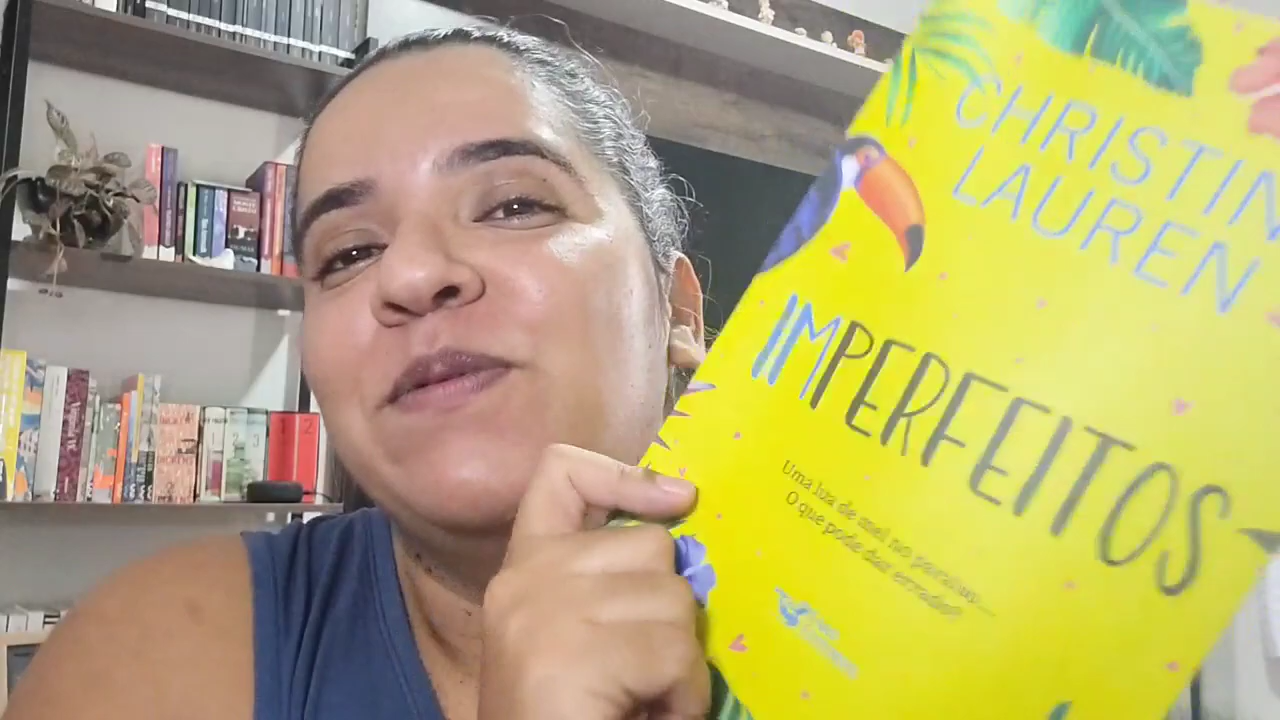 CHRISTIN
LAUREN
IMPERFEITOS
Uma lua de mel no paraíso...
O que pode dar errado?